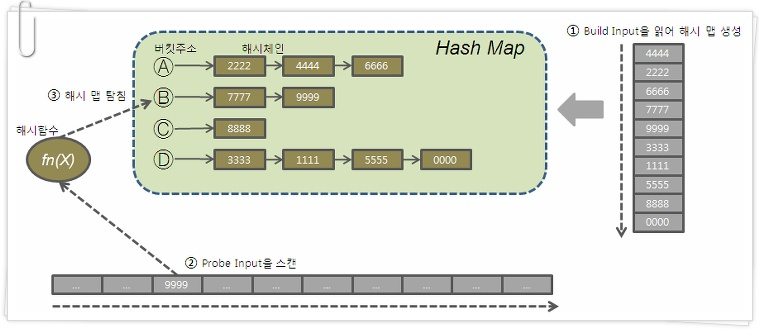 ① Build Input을 읽어 해시 맵 생성
버킷주소 해시체인 Hash Map
Ⓐ 2222 4444 6666
Ⓑ 7777 9999
Ⓒ 8888
Ⓓ 3333 1111 5555 0000
③ 해시 맵 탐침
해시함수
fn(X)
4444
2222
6666
7777
9999
3333
1111
5555
8888
0000
② Probe Input을 스캔
... ... 9999 ... ... ... ... ... ... ...